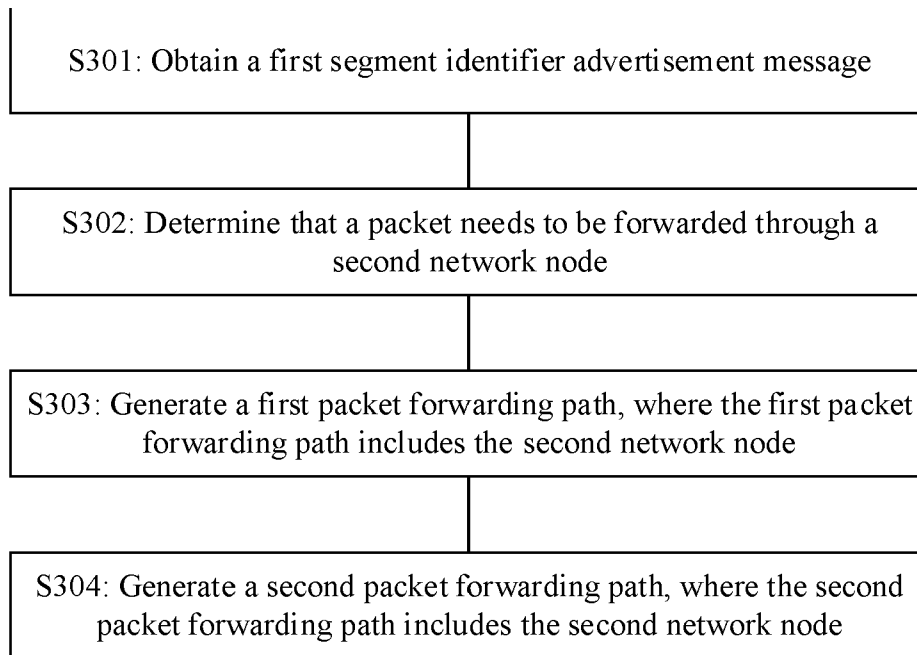 S301: Obtain a first segment identifier advertisement message
S302: Determine that a packet needs to be forwarded through a
second network node
S303: Generate a first packet forwarding path, where the first packet
forwarding path includes the second network node
S304: Generate a second packet forwarding path, where the second
packet forwarding path includes the second network node